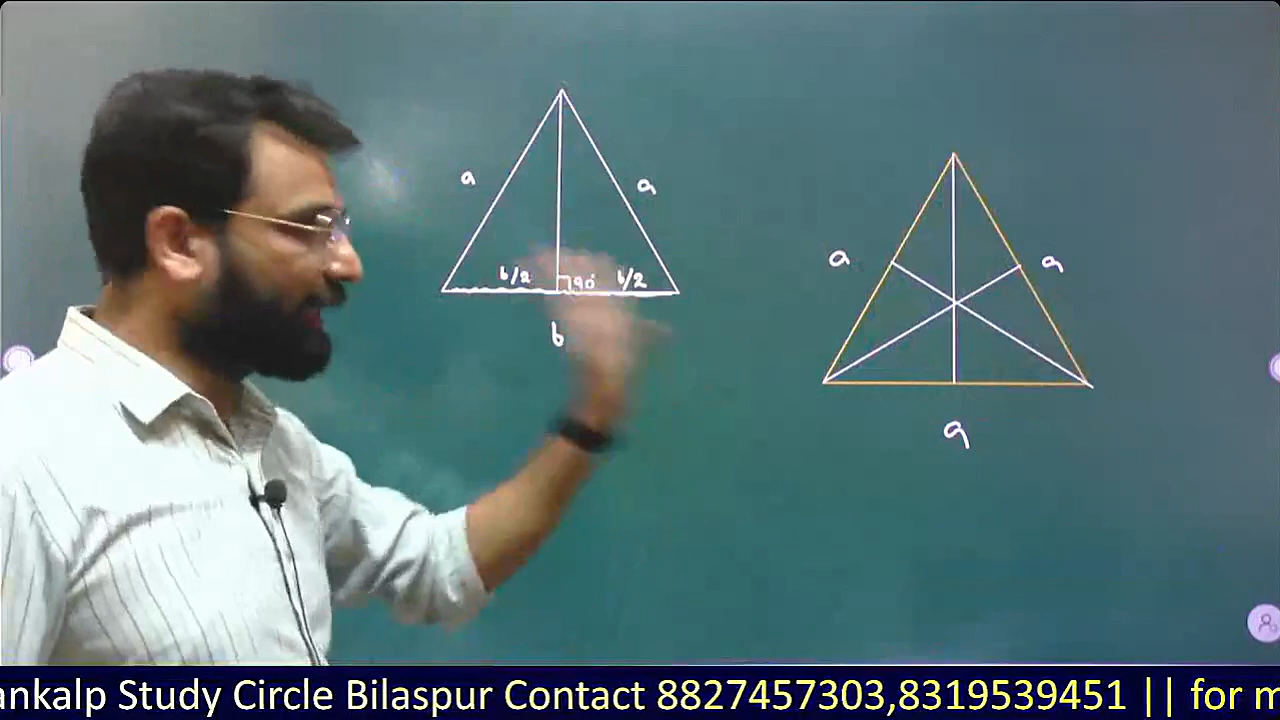 a
a
b/2
90°
b/2
b
a
a
a
ankalp Study Circle Bilaspur Contact 8827457303,8319539451 || for m